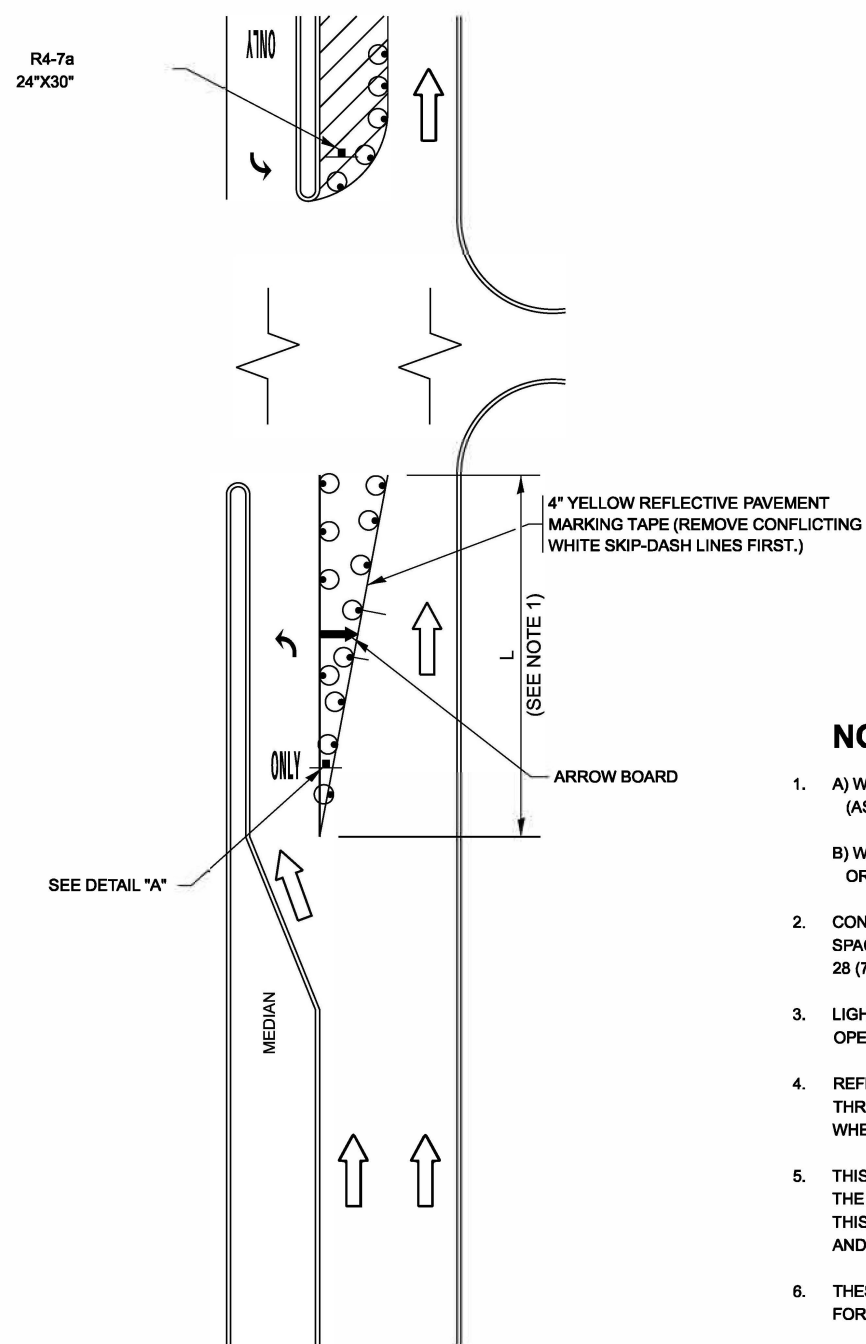 ONLY
R4-7a
24"X30"
4" YELLOW REFLECTIVE PAVEMENT
MARKING TAPE (REMOVE CONFLICTING
WHITE SKIP-DASH LINES FIRST.)
L
(SEE NOTE 1)
ONLY
ARROW BOARD
SEE DETAIL "A"
MEDIAN
NO
1. A) W
(AS
B) W
OR
2. CON
SPAC
28 (7
3. LIGH
OPE
4. REFI
THR
WHE
5. THIS
THE
THIS
AND
6. THES
FOR